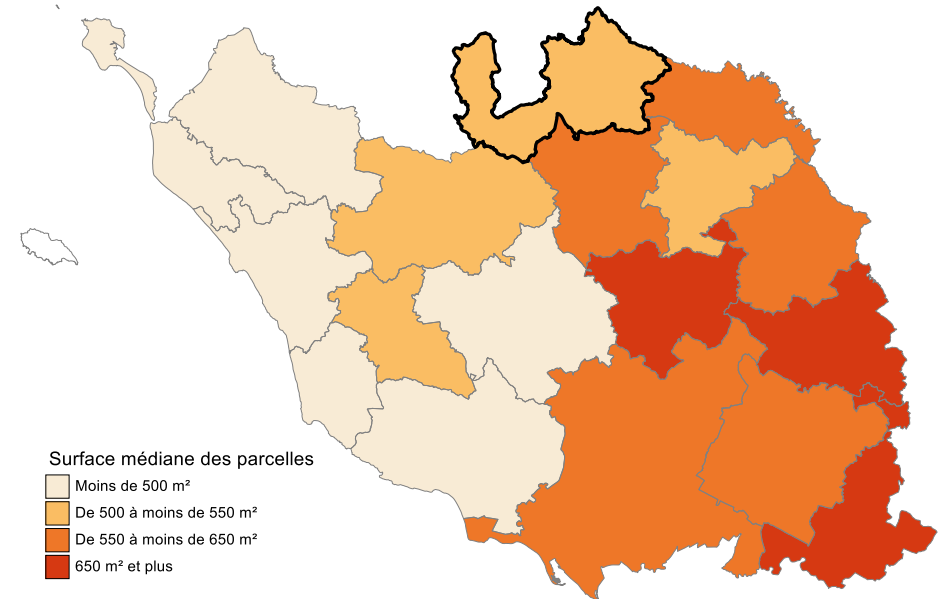 Surface médiane des parcelles
Moins de 500 m²
De 500 à moins de 550 m²
De 550 à moins de 650 m²
650 m² et plus